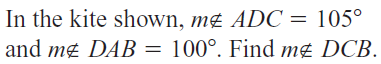 In the kite shown, m∡ ADC = 105°
and m∡ DAB = 100°. Find m∡ DCB.